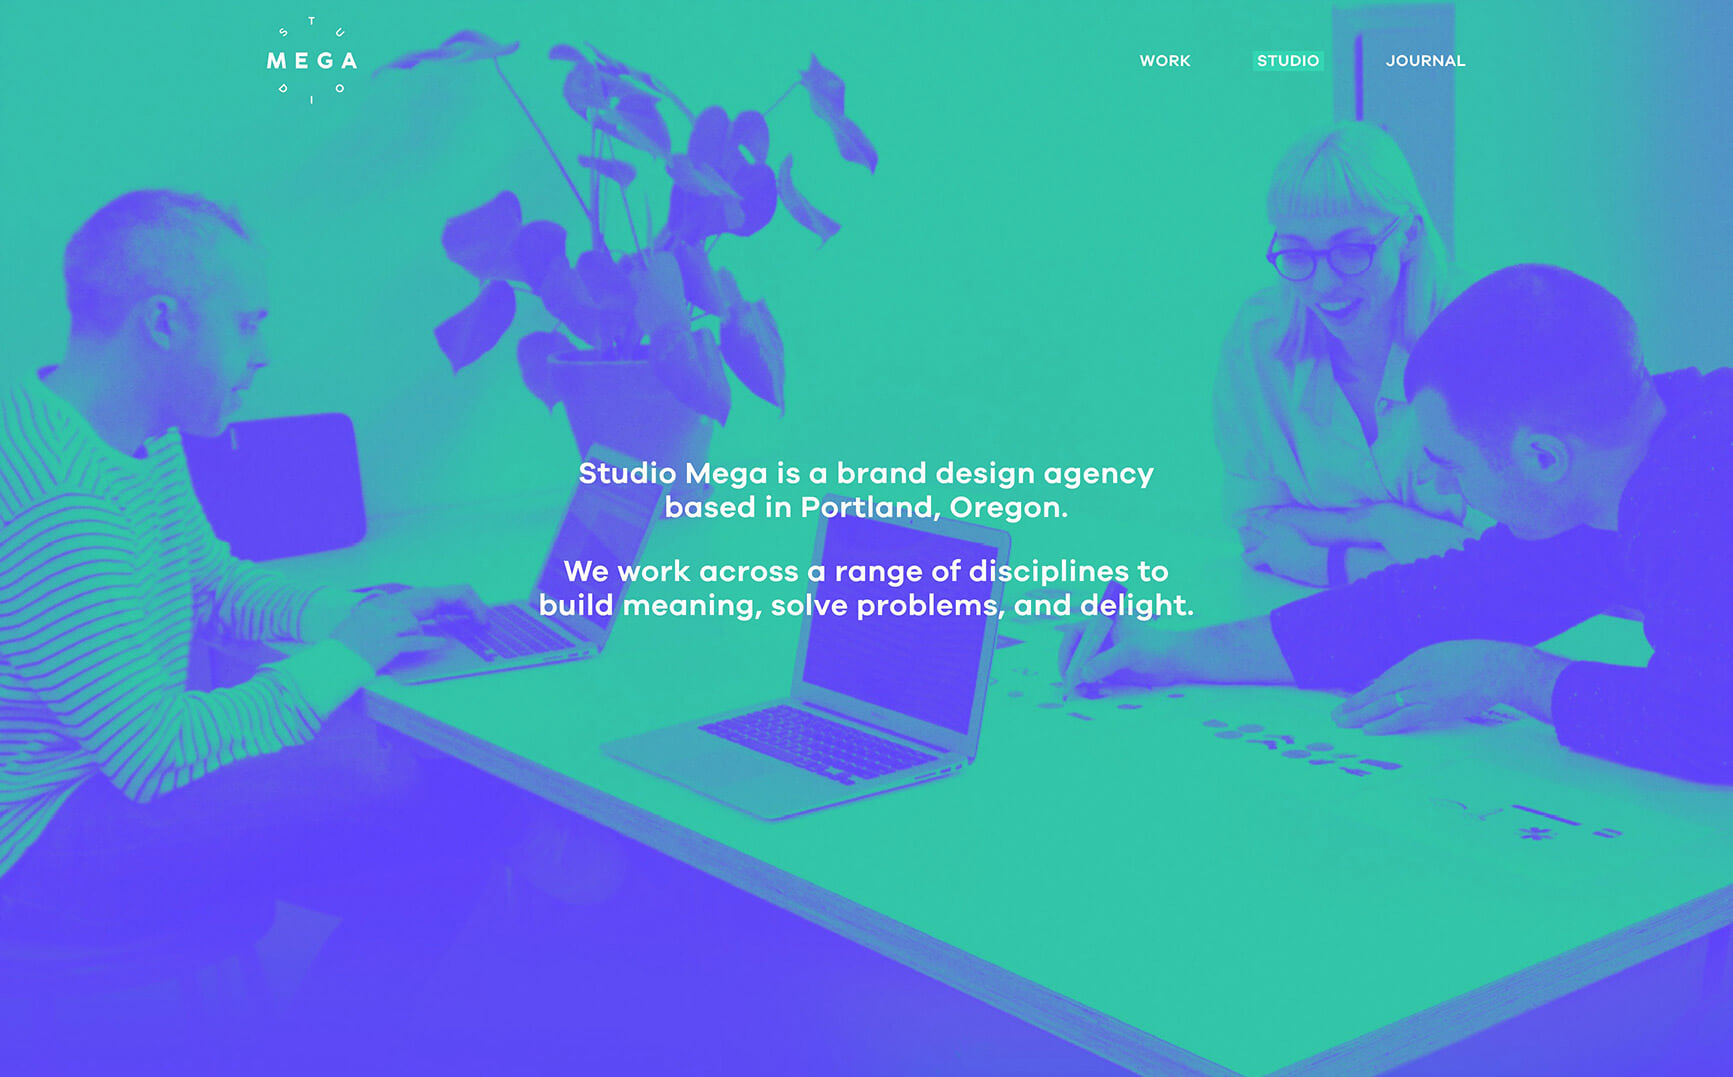 STUDIO
MEGA
WORK
STUDIO
JOURNAL
Studio Mega is a brand design agency
based in Portland, Oregon.
We work across a range of disciplines to
build meaning, solve problems, and delight.